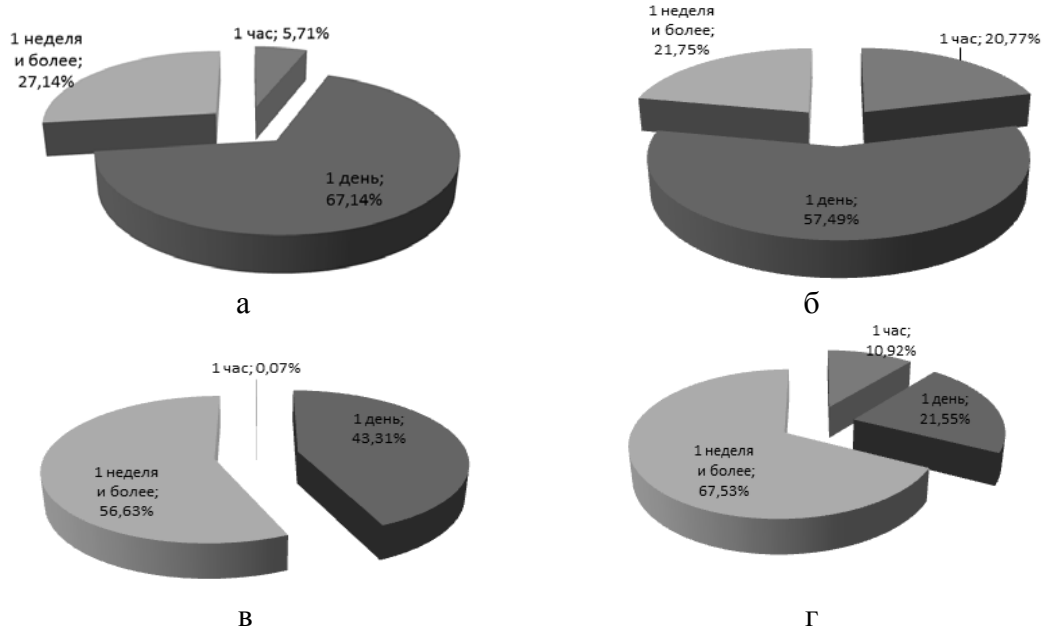 1 неделя
и более;
27,14%
1 час; 5,71%
1 день;
67,14%
а
1 неделя
и более;
21,75%
1 час; 20,77%
1 день;
57,49%
б
1 час; 0,07%
1 день;
43,31%
1 неделя
и более;
56,63%
в
1 час;
10,92%
1 день;
21,55%
1 неделя
и более;
67,53%
г